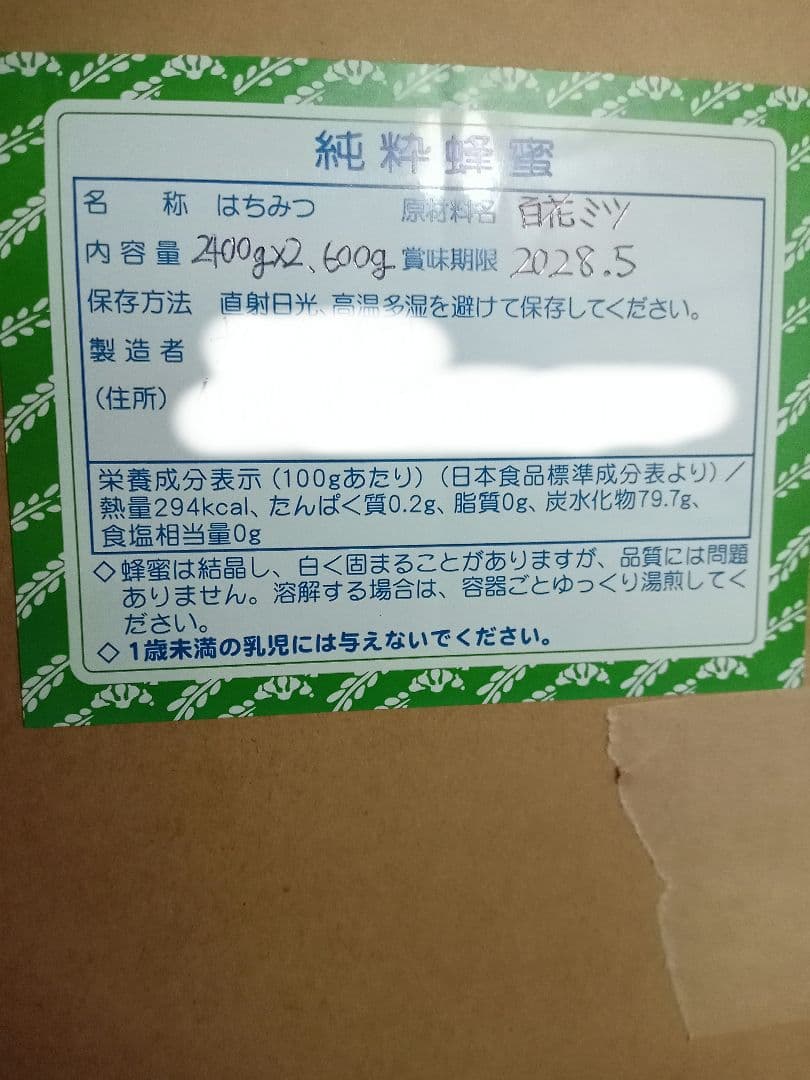 純粋蜂蜜
名称 はちみつ 原材料名 百花ミツ
内容量 2400g×2、600g 賞味期限 2028.5
保存方法 直射日光、高温多湿を避けて保存してください。
製造者
(住所)
栄養成分表示(100gあたり)(日本食品標準成分表より)/
熱量294kcal、たんぱく質0.2g、脂質0g、炭水化物79.7g、
食塩相当量0g
◇蜂蜜は結晶し、白く固まることがありますが、品質には問題
ありません。溶解する場合は、容器ごとゆっくり湯煎してく
ださい。
◇1歳未満の乳児には与えないでください。